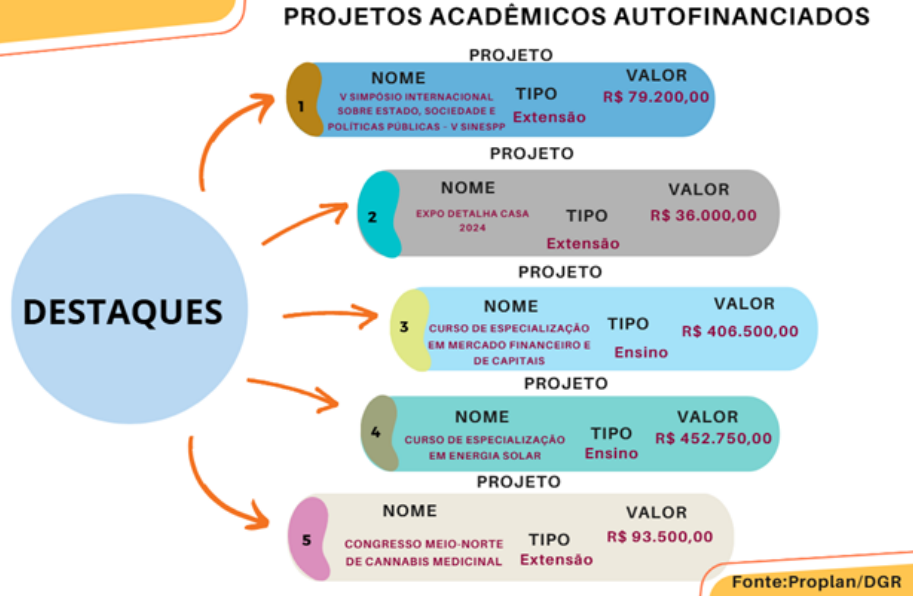 PROJETOS ACADÊMICOS AUTOFINANCIADOS
PROJETO
1
NOME
V SIMPÓSIO INTERNACIONAL
SOBRE ESTADO, SOCIEDADE E
POLÍTICAS PÚBLICAS - V SINESPP
TIPO
Extensão
VALOR
R$ 79.200,00
PROJETO
2
NOME
EXPO DETALHA CASA
2024
TIPO
Extensão
VALOR
R$ 36.000,00
DESTAQUES
PROJETO
3
NOME
CURSO DE ESPECIALIZAÇÃO
EM MERCADO FINANCEIRO E
DE CAPITAIS
TIPO
Ensino
VALOR
R$ 406.500,00
PROJETO
4
NOME
CURSO DE ESPECIALIZAÇÃO
EM ENERGIA SOLAR
TIPO
Ensino
VALOR
R$ 452.750,00
PROJETO
5
NOME
CONGRESSO MEIO-NORTE
DE CANNABIS MEDICINAL
TIPO
Extensão
VALOR
R$ 93.500,00
Fonte:Proplan/DGR